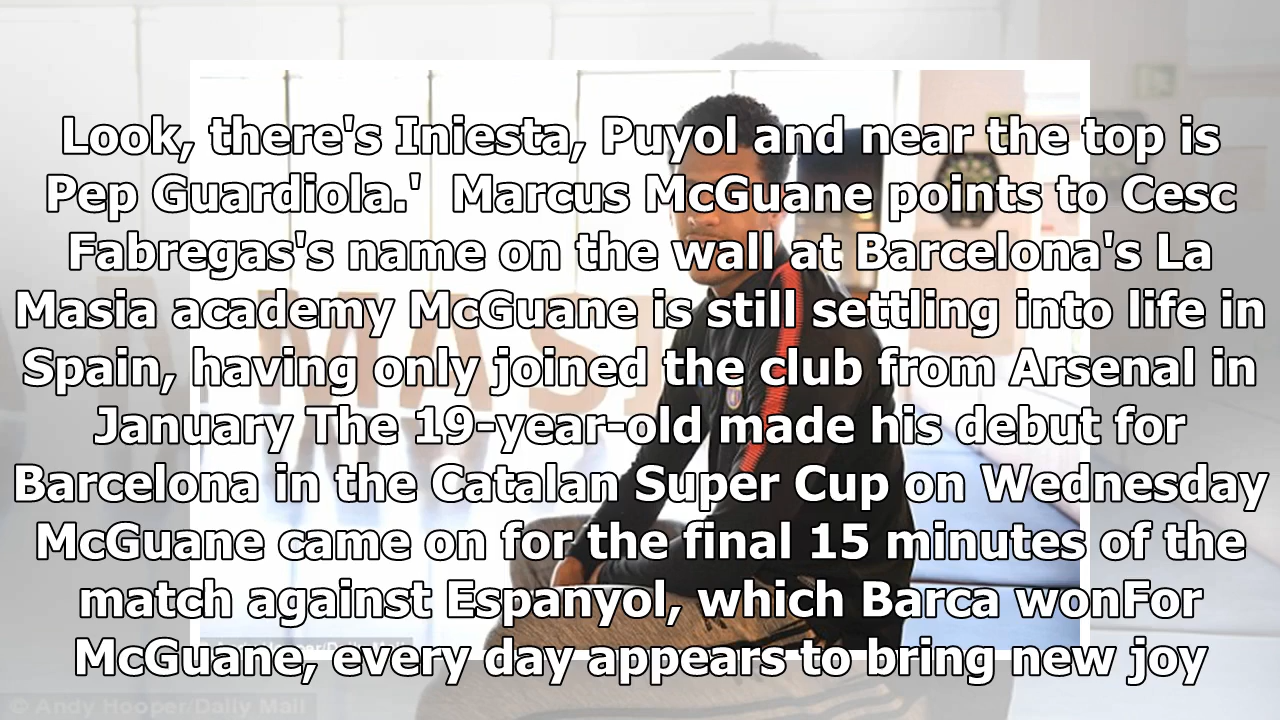 Look, there's Iniesta, Puyol and near the top is
Pep Guardiola.'  Marcus McGuane points to Cesc
Fabregas's name on the wall at Barcelona's La
Masia academy McGuane is still settling into life in
Spain, having only joined the club from Arsenal in
January The 19-year-old made his debut for
Barcelona in the Catalan Super Cup on Wednesday
McGuane came on for the final 15 minutes of the
match against Espanyol, which Barca wonFor
McGuane, every day appears to bring new joy
MASI
© Andy Hooper/Daily Mail